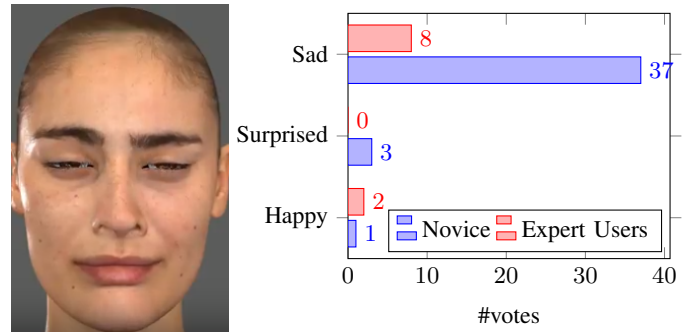 Sad
8
37
Surprised
0
3
Happy
2
1
Novice Expert Users
0 10 20 30 40
#votes